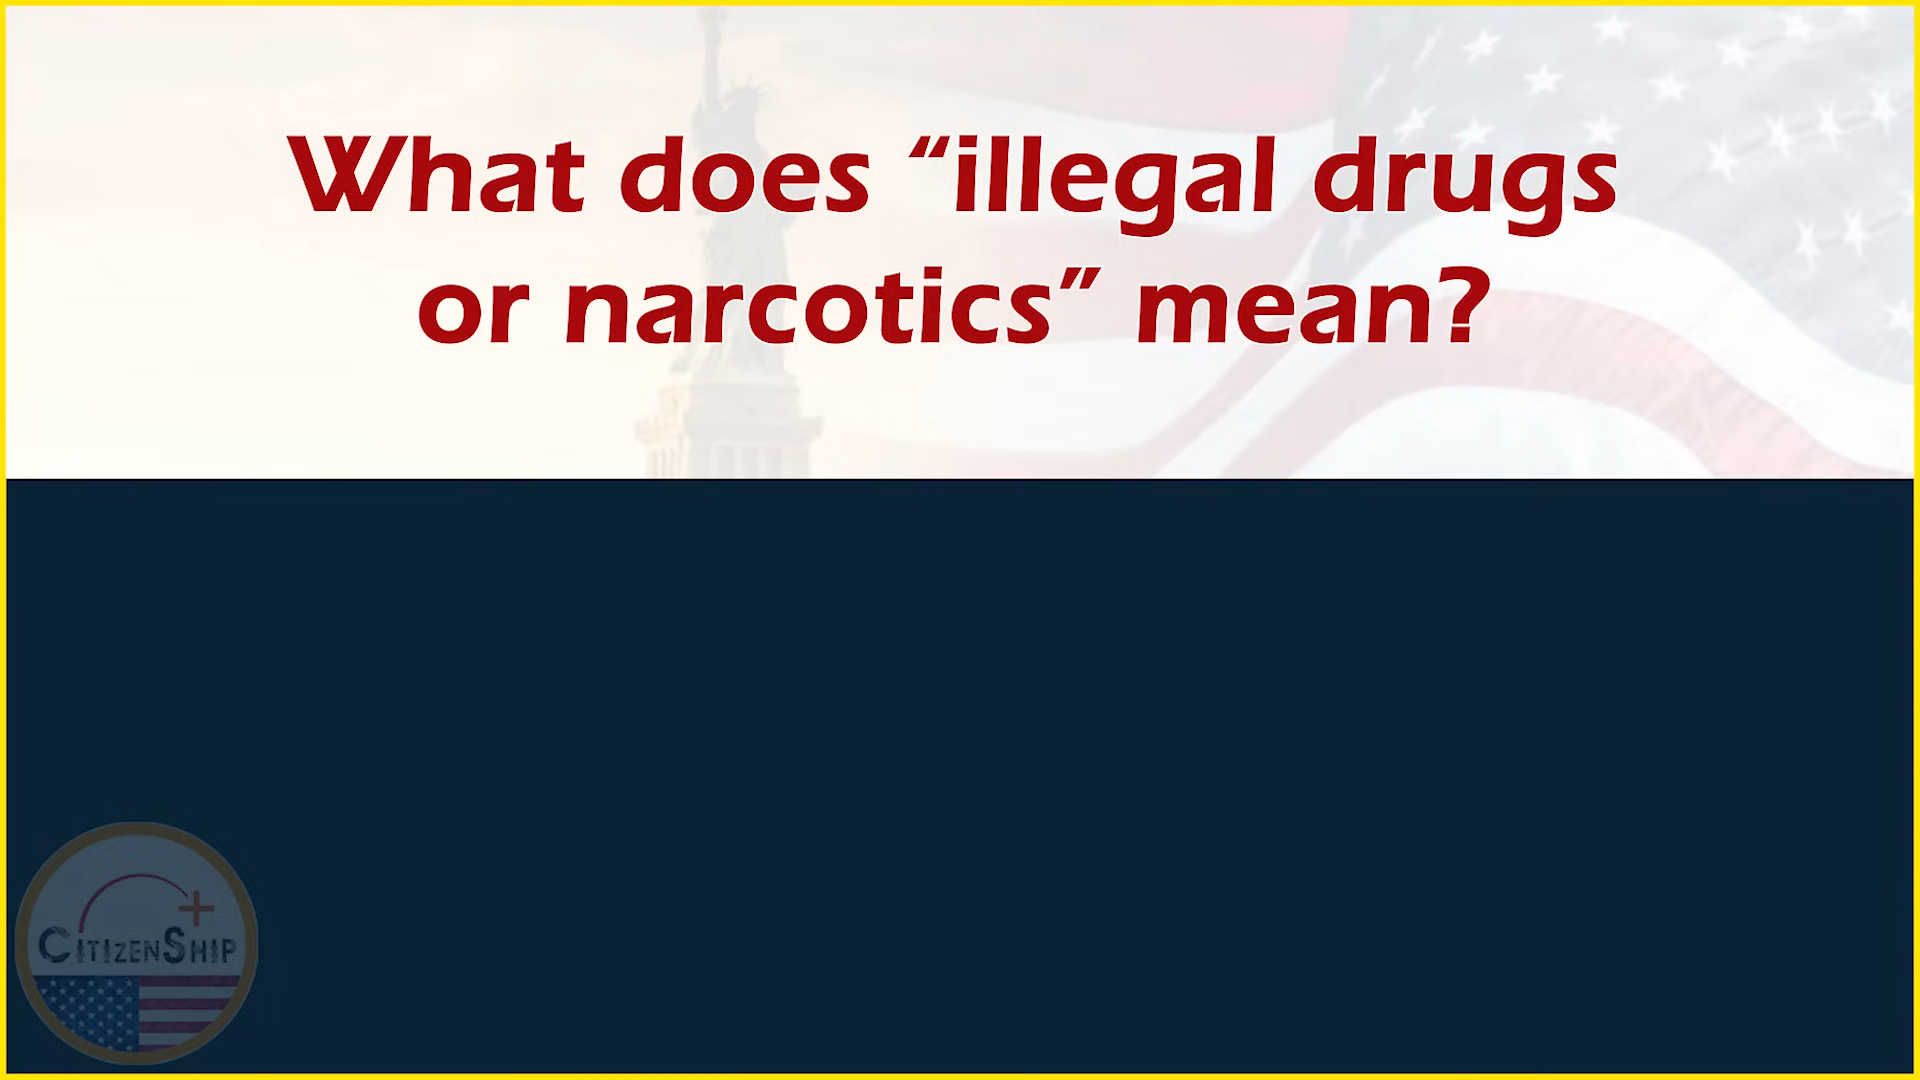 What does “illegal drugs
or narcotics” mean?
CITIZENSHIP